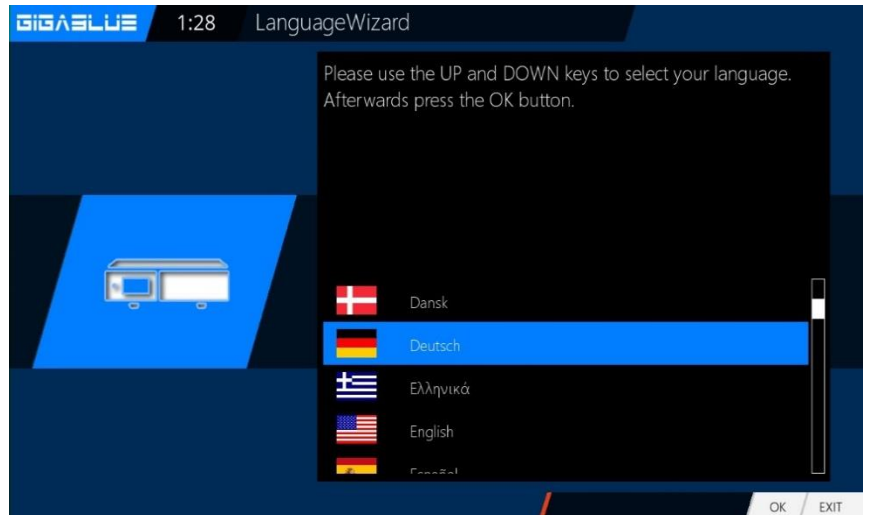 GIGABLUE 1:28 LanguageWizard
Please use the UP and DOWN keys to select your language.
Afterwards press the OK button.
Dansk
Deutsch
Ελληνικά
English
Español
OK EXIT